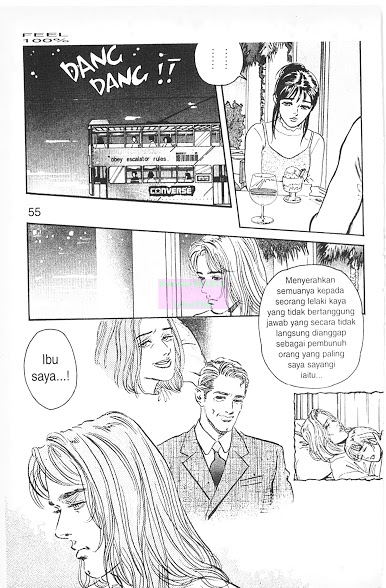 FEEL
100%
DANG
DANG!!
......
obey escalator rules
CONVERSE
55
Menyerahkan
semuanya kepada
seorang lelaki kaya
yang tidak bertanggung
jawab yang secara tidak
langsung dianggap
sebagai pembunuh
orang yang paling
saya sayangi
iaitu...
Ibu
saya...!